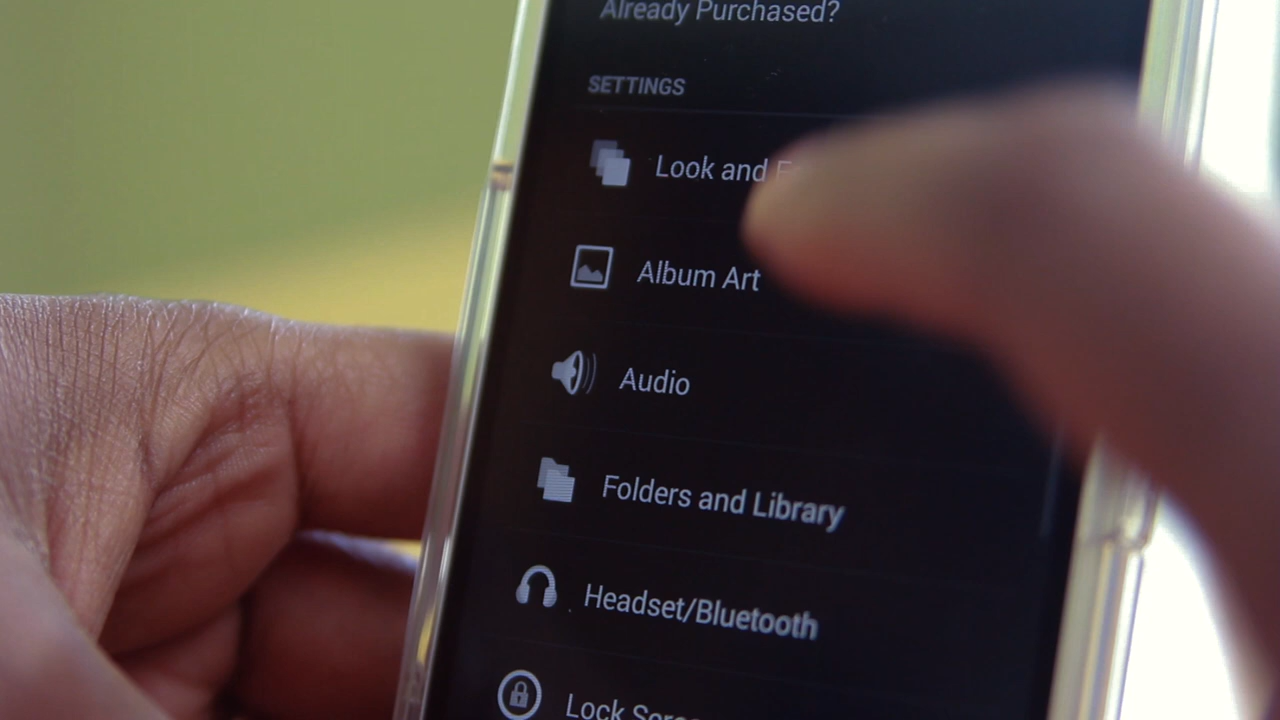 Already Purchased?
SETTINGS
Look and
Album Art
Audio
Folders and Library
Headset/Bluetooth
Lock